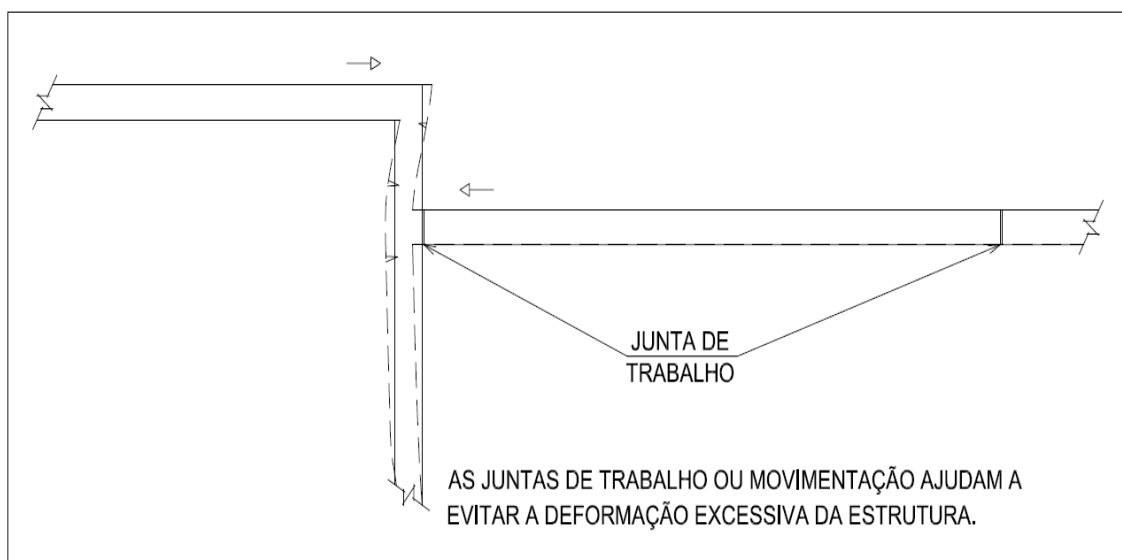 JUNTA DE
TRABALHO
AS JUNTAS DE TRABALHO OU MOVIMENTAÇÃO AJUDAM A
EVITAR A DEFORMAÇÃO EXCESSIVA DA ESTRUTURA.